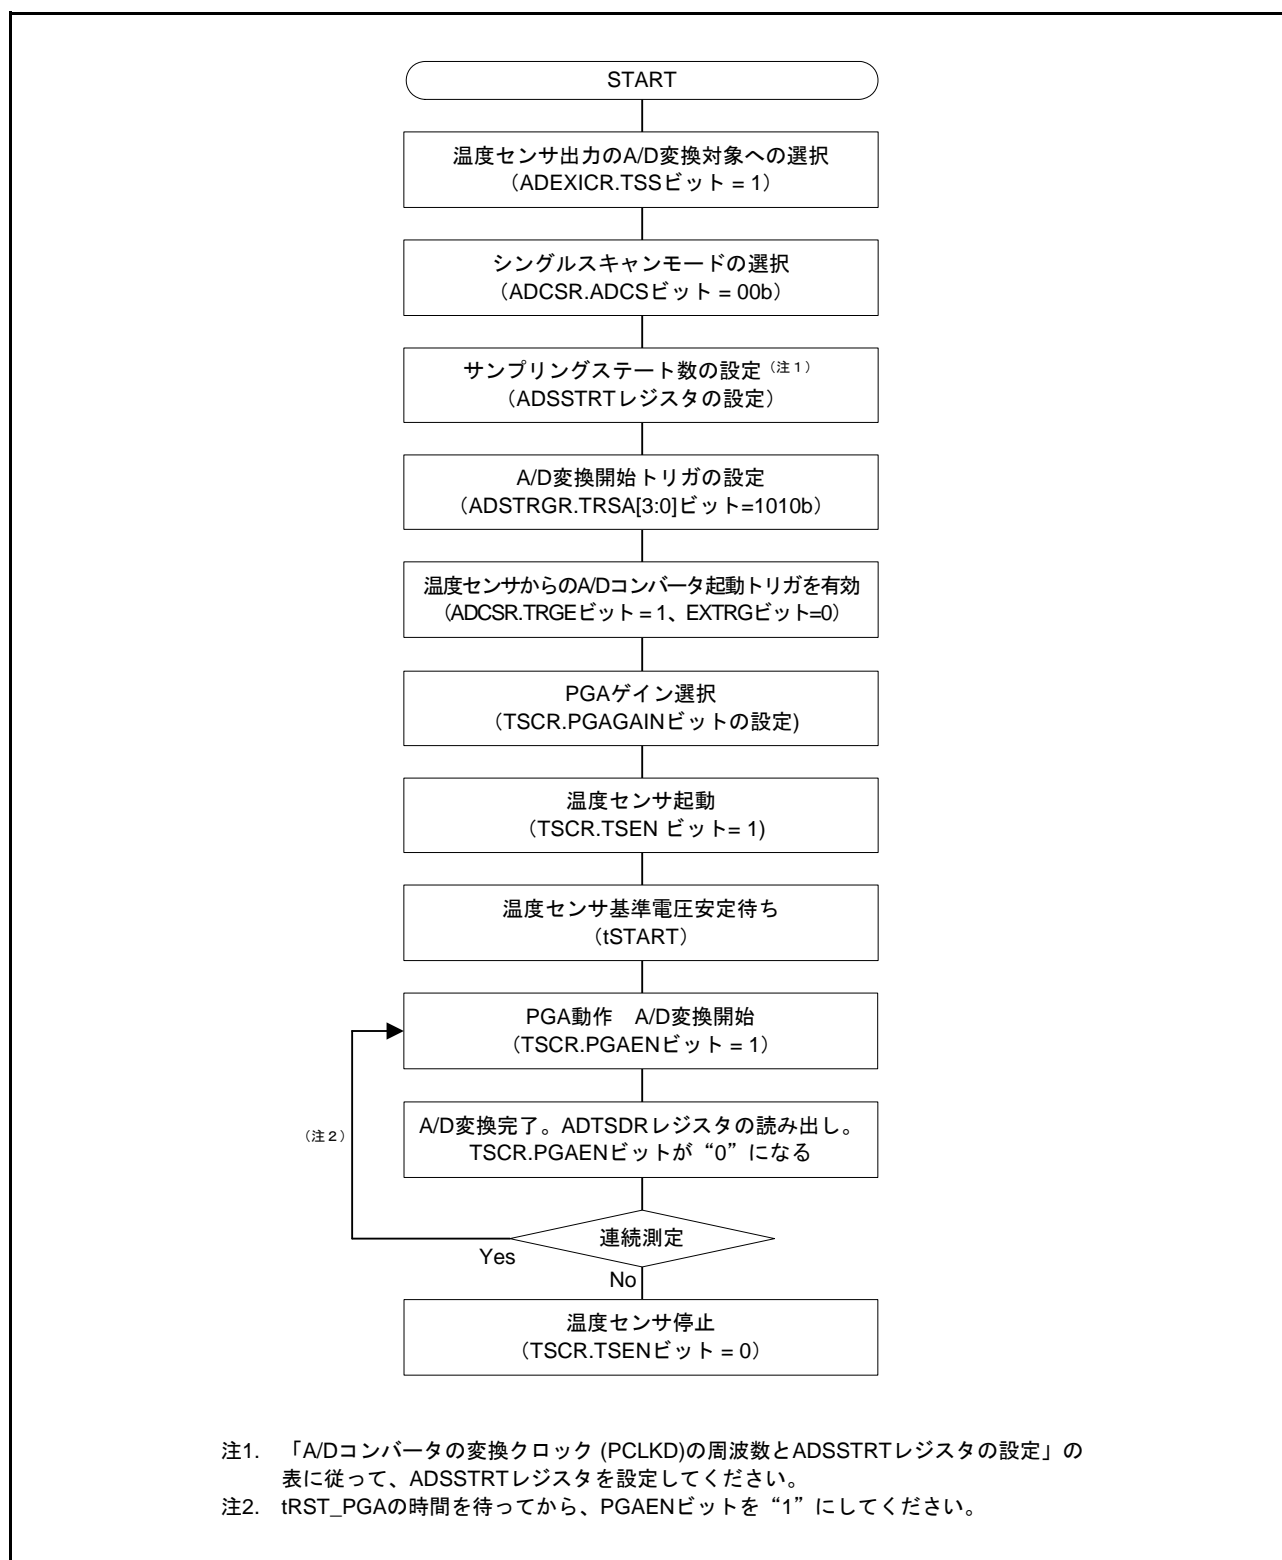 START
温度センサ出力のA/D変換対象への選択
（ADEXICR.TSSビット = 1）
シングルスキャンモードの選択
（ADCSR.ADCSビット = 00b）
サンプリングステート数の設定（注１）
（ADSSTRTレジスタの設定）
A/D変換開始トリガの設定
（ADSTRGR.TRSA[3:0]ビット=1010b）
温度センサからのA/Dコンバータ起動トリガを有効
（ADCSR.TRGEビット = 1、EXTRGビット=0）
PGAゲイン選択
（TSCR.PGAGAINビットの設定)
温度センサ起動
（TSCR.TSEN ビット= 1)
温度センサ基準電圧安定待ち
（tSTART）
PGA動作　A/D変換開始
（TSCR.PGAENビット = 1）
（注２）
A/D変換完了。ADTSDRレジスタの読み出し。
TSCR.PGAENビットが“0”になる
連続測定
Yes
No
温度センサ停止
（TSCR.TSENビット = 0）
注1.　「A/Dコンバータの変換クロック (PCLKD)の周波数とADSSTRTレジスタの設定」の
表に従って、ADSSTRTレジスタを設定してください。
注2.　tRST_PGAの時間を待ってから、PGAENビットを“1”にしてください。